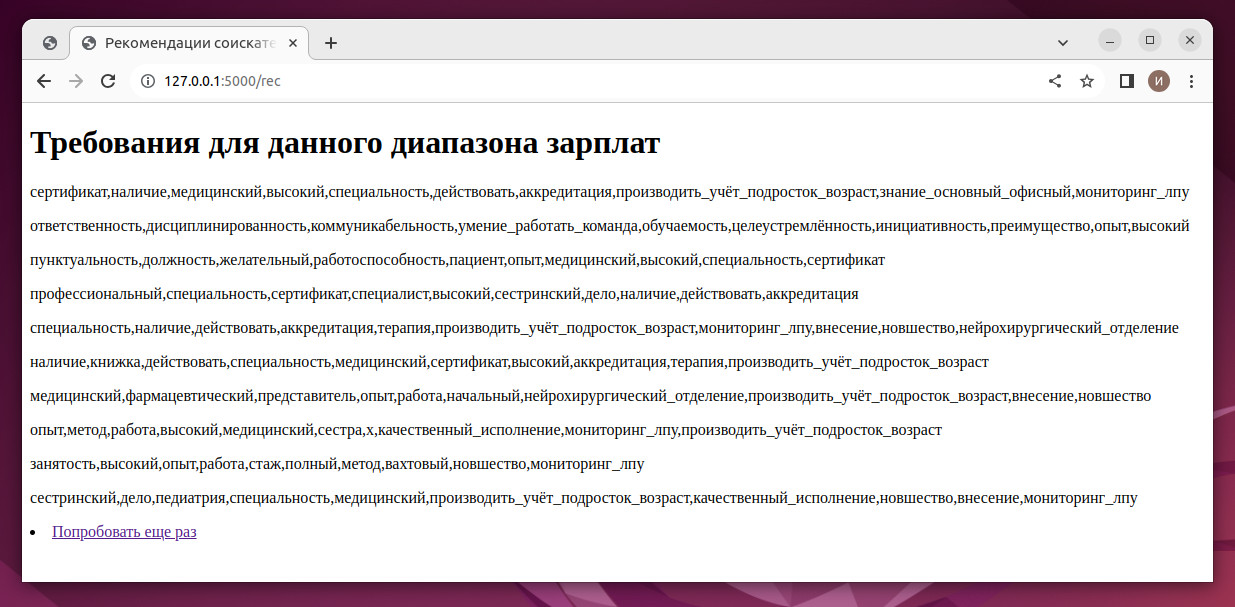 Рекомендации соискате
127.0.0.1:5000/rec
И
Требования для данного диапазона зарплат
сертификат,наличие,медицинский,высокий,специальность,действовать,аккредитация,производить_учёт_подросток_возраст,знание_основный_офисный,мониторинг_лпу
ответственность,дисциплинированность,коммуникабельность,умение_работать_команда,обучаемость,целеустремлённость,инициативность,преимущество,опыт,высокий
пунктуальность,должность,желательный,работоспособность,пациент,опыт,медицинский,высокий,специальность,сертификат
профессиональный,специальность,сертификат,специалист,высокий,сестринский,дело,наличие,действовать,аккредитация
специальность,наличие,действовать,аккредитация,терапия,производить_учёт_подросток_возраст,мониторинг_лпу,внесение,новшество,нейрохирургический_отделение
наличие,книжка,действовать,специальность,медицинский,сертификат,высокий,аккредитация,терапия,производить_учёт_подросток_возраст
медицинский,фармацевтический,представитель,опыт,работа,начальный,нейрохирургический_отделение,производить_учёт_подросток_возраст,внесение,новшество
опыт,метод,работа,высокий,медицинский,сестра,х,качественный_исполнение,мониторинг_лпу,производить_учёт_подросток_возраст
занятость,высокий,опыт,работа,стаж,полный,метод,вахтовый,новшество,мониторинг_лпу
сестринский,дело,педиатрия,специальность,медицинский,производить_учёт_подросток_возраст,качественный_исполнение,новшество,внесение,мониторинг_лпу
• Попробовать еще раз